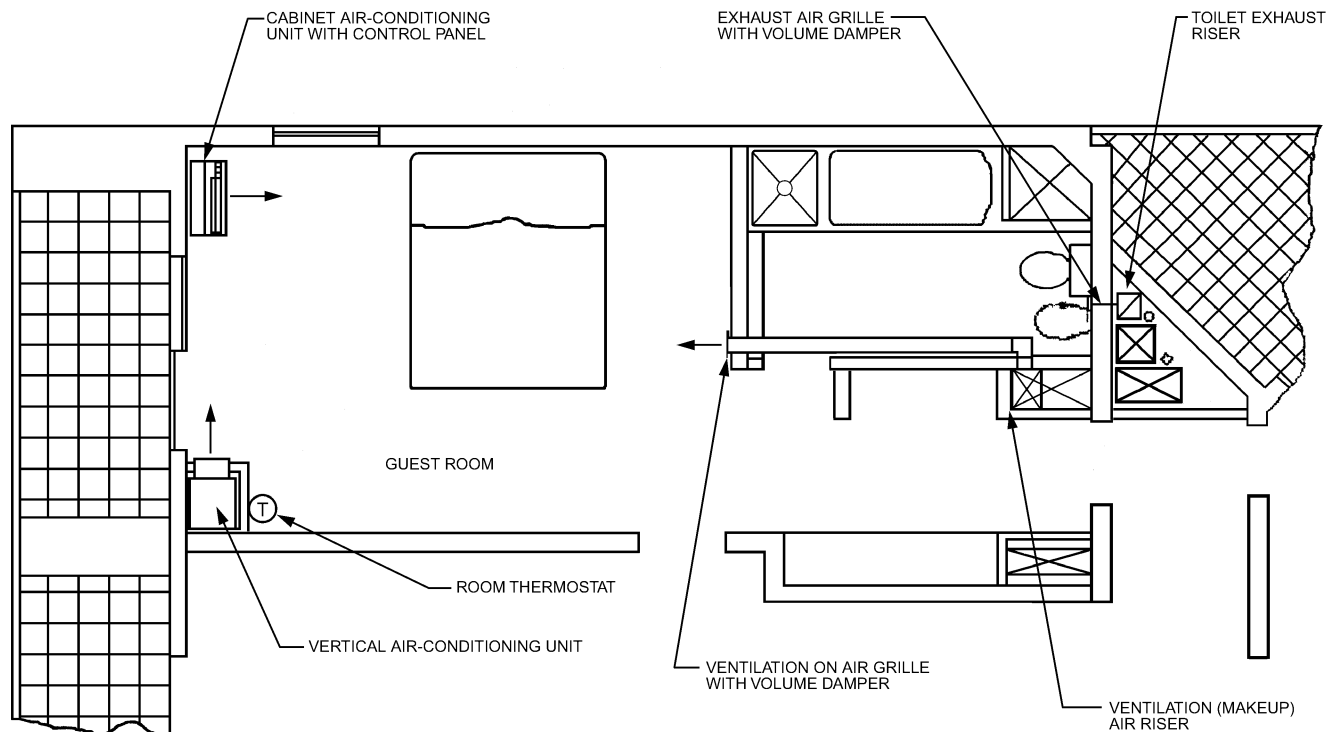 CABINET AIR-CONDITIONING
UNIT WITH CONTROL PANEL
EXHAUST AIR GRILLE
WITH VOLUME DAMPER
TOILET EXHAUST
RISER
GUEST ROOM
T
ROOM THERMOSTAT
VERTICAL AIR-CONDITIONING UNIT
VENTILATION ON AIR GRILLE
WITH VOLUME DAMPER
VENTILATION (MAKEUP)
AIR RISER